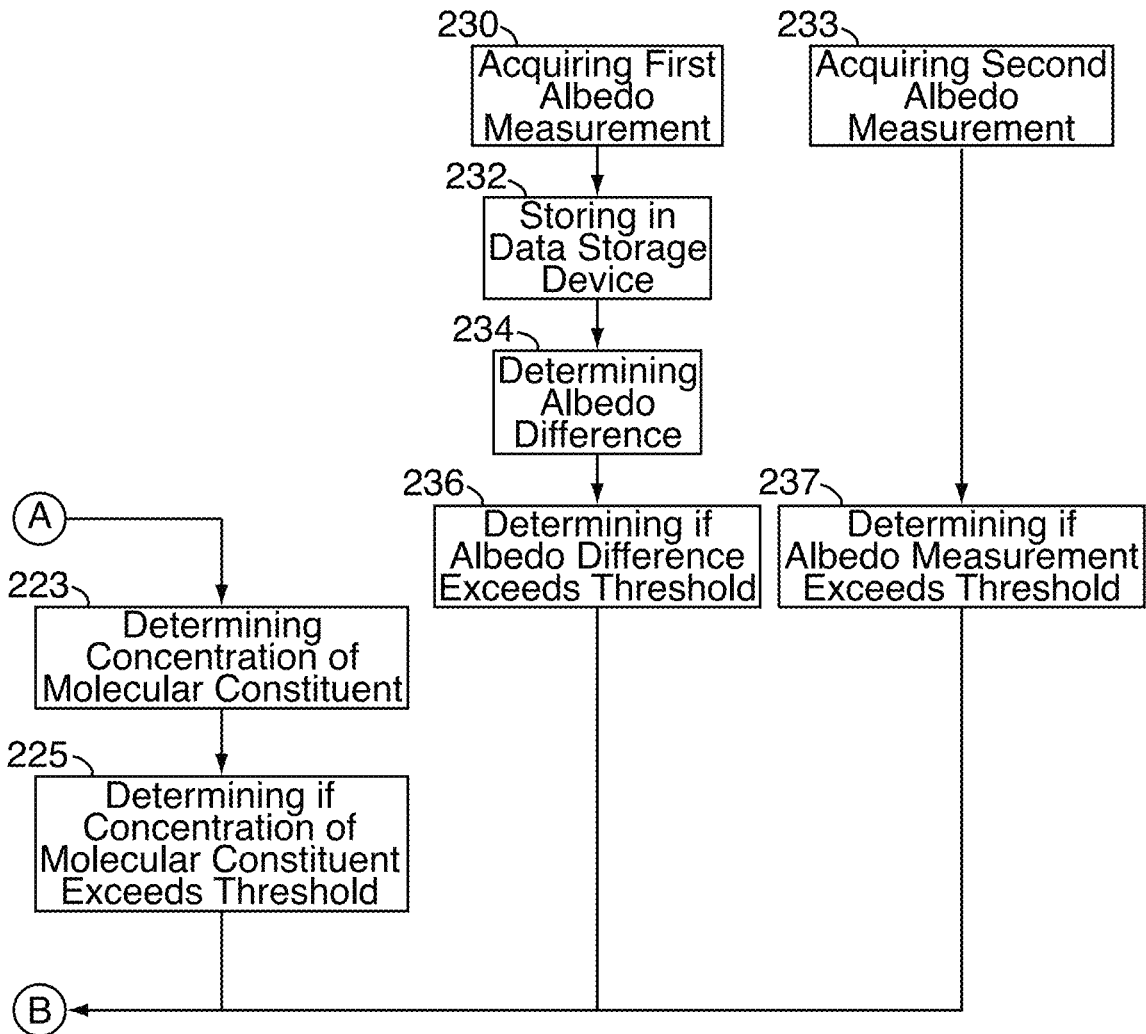 230
Acquiring First
Albedo
Measurement
232
Storing in
Data Storage
Device
234
Determining
Albedo
Difference
236
Determining if
Albedo Difference
Exceeds Threshold
233
Acquiring Second
Albedo
Measurement
237
Determining if
Albedo Measurement
Exceeds Threshold
A
223
Determining
Concentration of
Molecular Constituent
225
Determining if
Concentration of
Molecular Constituent
Exceeds Threshold
B